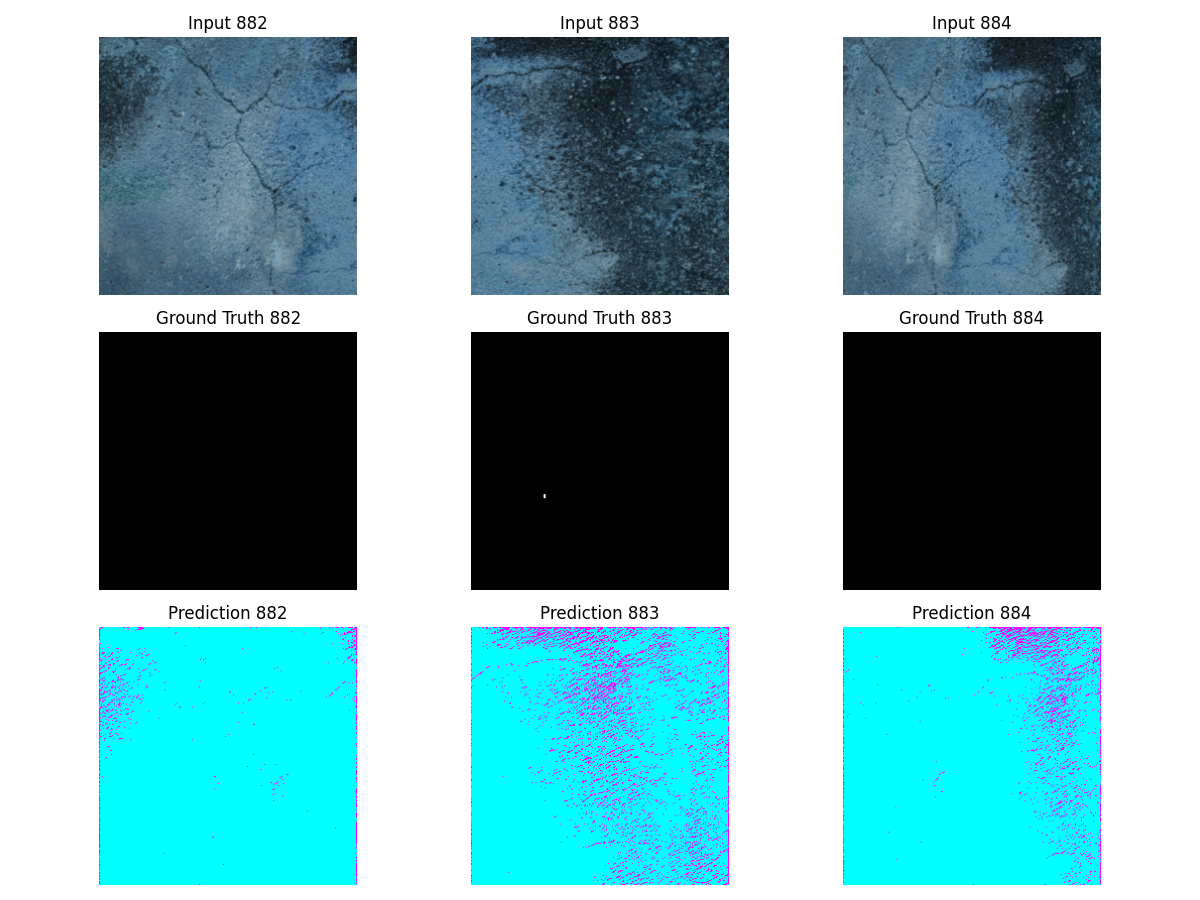 Input 882
Input 883
Input 884
Ground Truth 882
Ground Truth 883
Ground Truth 884
Prediction 882
Prediction 883
Prediction 884